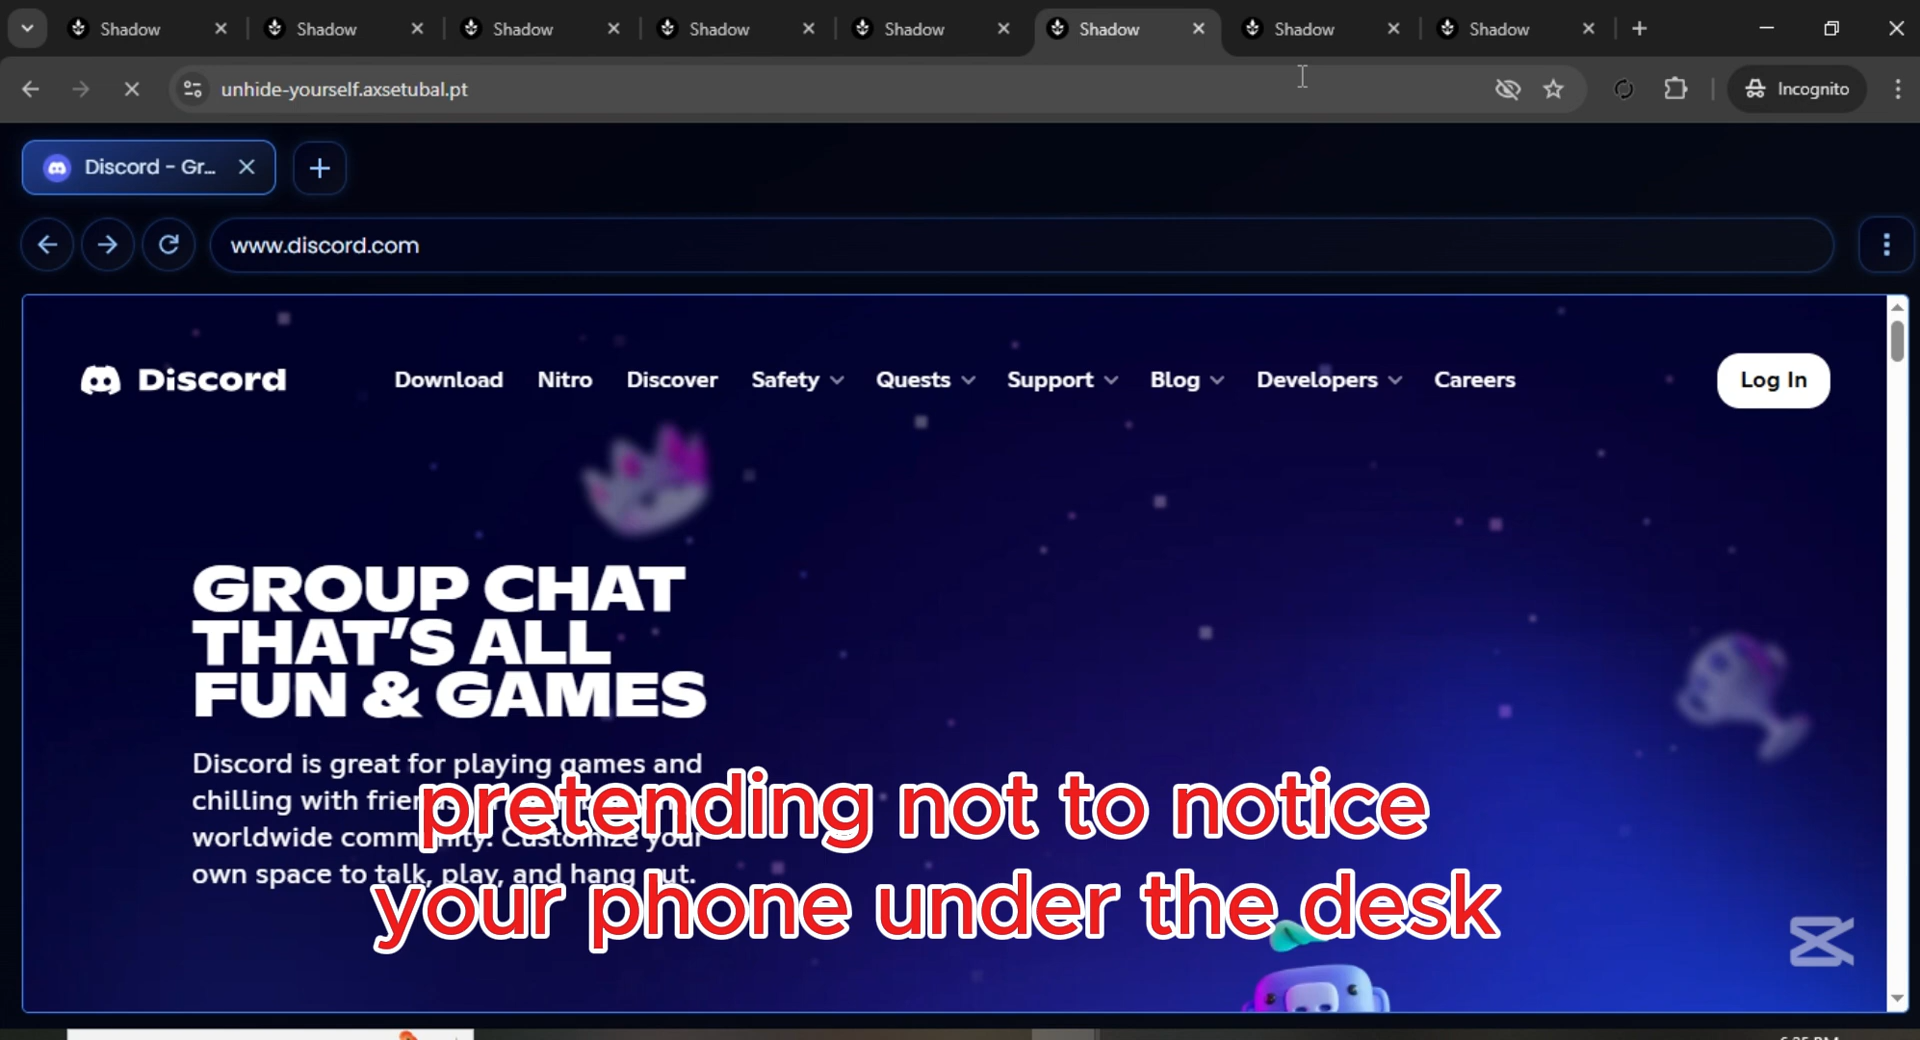 Shadow
Shadow
Shadow
Shadow
Shadow
Shadow
Shadow
Shadow
unhide-yourself.axsetubal.pt
Incognito
Discord - Gr...
www.discord.com
Discord
Download
Nitro
Discover
Safety
Quests
Support
Blog
Developers
Careers
Log In
GROUP CHAT
THAT'S ALL
FUN & GAMES
Discord is great for playing games and
chilling with
worldwide Customize your
own space to talk, play, and hang out.
pretending not to notice
your phone under the desk